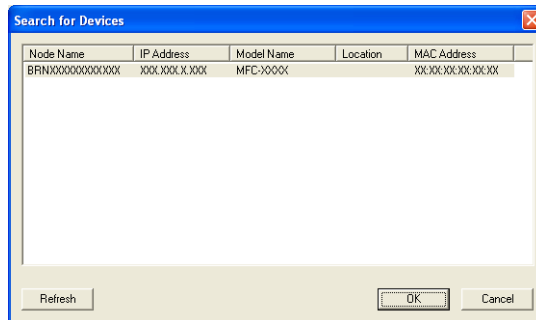 Search for Devices
Node Name IP Address Model Name Location MAC Address
BRNXXXXXXXXXXXX XXX.XXX.X.XXX MFC-XXXX XX:XX:XX:XX:XX:XX
Refresh OK Cancel